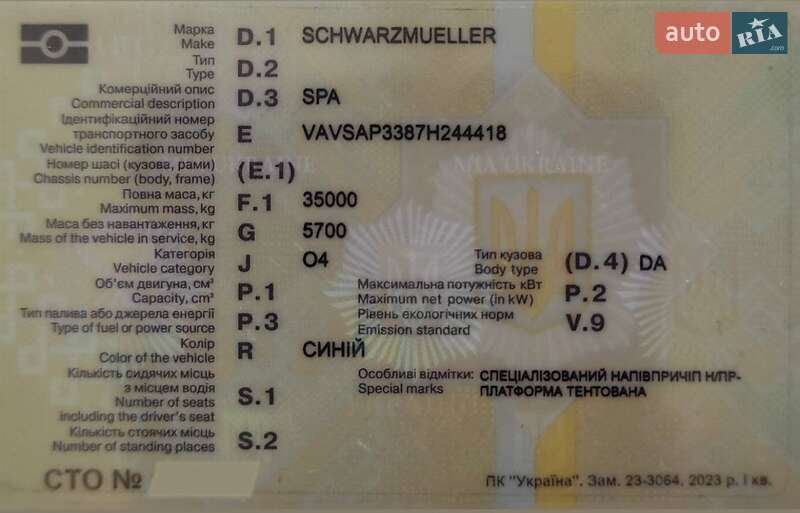 auto RIA .com
Марка
Make D.1 SCHWARZMUELLER
Тип
Type D.2
Комерційний опис
Commercial description D.3 SPA
Ідентифікаційний номер
транспортного засобу
Vehicle identification number E VAVSAP3387H244418
Номер шасі (кузова, рами)
Chassis number (body, frame) (E.1)
MIA UKRAINE
Повна маса, кг
Maximum mass, kg F.1 35000
Маса без навантаження, кг
Mass of the vehicle in service, kg G 5700
Категорія
Vehicle category J O4
Тип кузова
Body type (D.4) DA
Об'єм двигуна, см³
Capacity, cm³ P.1
Максимальна потужність кВт
Maximum net power (in kW) P.2
Тип палива або джерела енергії
Type of fuel or power source P.3
Рівень екологічних норм
Emission standard V.9
Колір
Color of the vehicle R СИНІЙ
Кількість сидячих місць
з місцем водія
Number of seats
including the driver's seat S.1
Особливі відмітки: СПЕЦІАЛІЗОВАНИЙ НАПІВПРИЧІП Н/ПР-
Special marks ПЛАТФОРМА ТЕНТОВАНА
Кількість стоячих місць
Number of standing places S.2
СТО №
ПК "Україна". Зам. 23-3064. 2023 р. І кв.